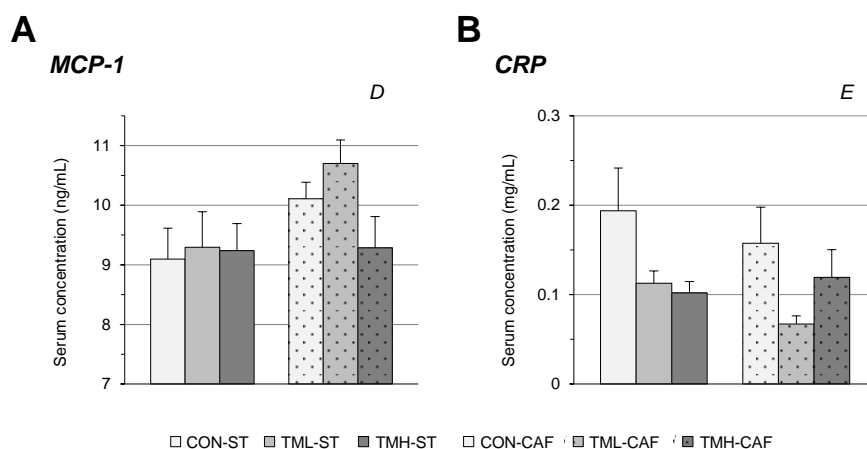 A
MCP-1
D
Serum concentration (ng/mL)
11
10
9
8
7
B
CRP
E
Serum concentration (mg/mL)
0.3
0.2
0.1
0
CON-ST TML-ST TMH-ST CON-CAF TML-CAF TMH-CAF